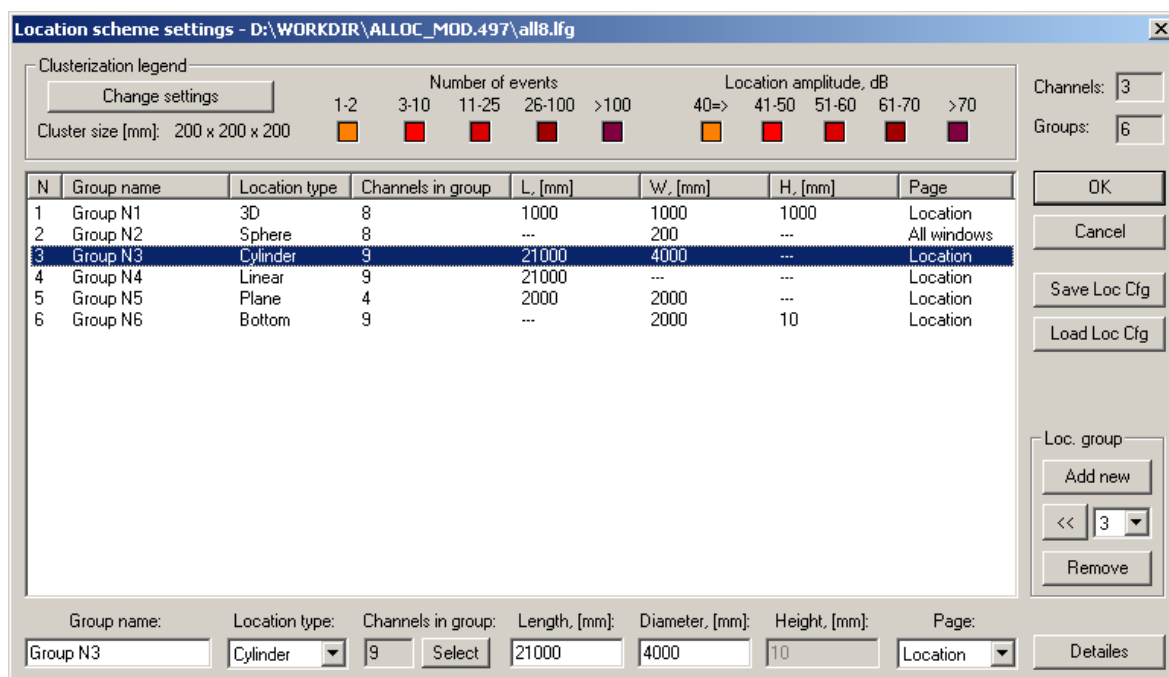 Location scheme settings - D:\WORKDIR\ALLOC_MOD.497\all8.lfg
Clusterization legend
Change settings
Number of events
Location amplitude, dB
1-2 3-10 11-25 26-100 >100 40=> 41-50 51-60 61-70 >70
Cluster size [mm]: 200 x 200 x 200
Channels: 3
Groups: 6
N Group name Location type Channels in group L, [mm] W, [mm] H, [mm] Page
1 Group N1 3D 8 1000 1000 1000 Location
2 Group N2 Sphere 8 --- 200 --- All windows
3 Group N3 Cylinder 9 21000 4000 --- Location
4 Group N4 Linear 9 21000 --- --- Location
5 Group N5 Plane 4 2000 2000 --- Location
6 Group N6 Bottom 9 --- 2000 10 Location
OK
Cancel
Save Loc Cfg
Load Loc Cfg
Loc. group
Add new
<< 3
Remove
Group name: Location type: Channels in group: Length, [mm]: Diameter, [mm]: Height, [mm]: Page:
Group N3 Cylinder 9 Select 21000 4000 10 Location
Detailes